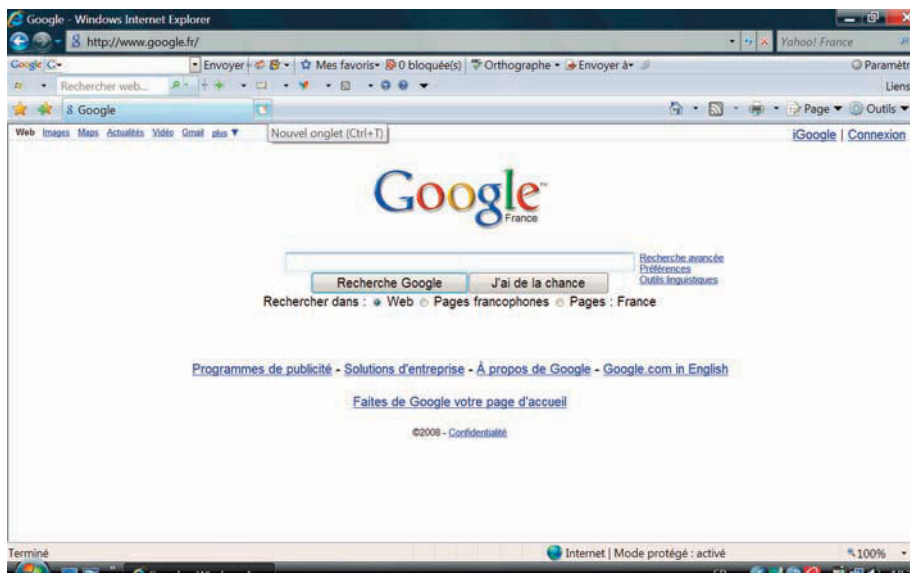 Google - Windows Internet Explorer
http://www.google.fr/ Yahoo! France
Google G Envoyer Mes favoris 0 bloquée(s) Orthographe Envoyer à Paramètr
Rechercher web... Liens
Google Page Outils
Web Images Maps Actualités Vidéo Gmail plus ▼ Nouvel onglet (Ctrl+T) iGoogle | Connexion
Google™
France
Recherche avancée
Préférences
Outils linguistiques
Recherche Google J'ai de la chance
Rechercher dans : Web Pages francophones Pages : France
Programmes de publicité - Solutions d'entreprise - À propos de Google - Google.com in English
Faites de Google votre page d'accueil
©2008 - Confidentialité
Terminé Internet | Mode protégé : activé 100%